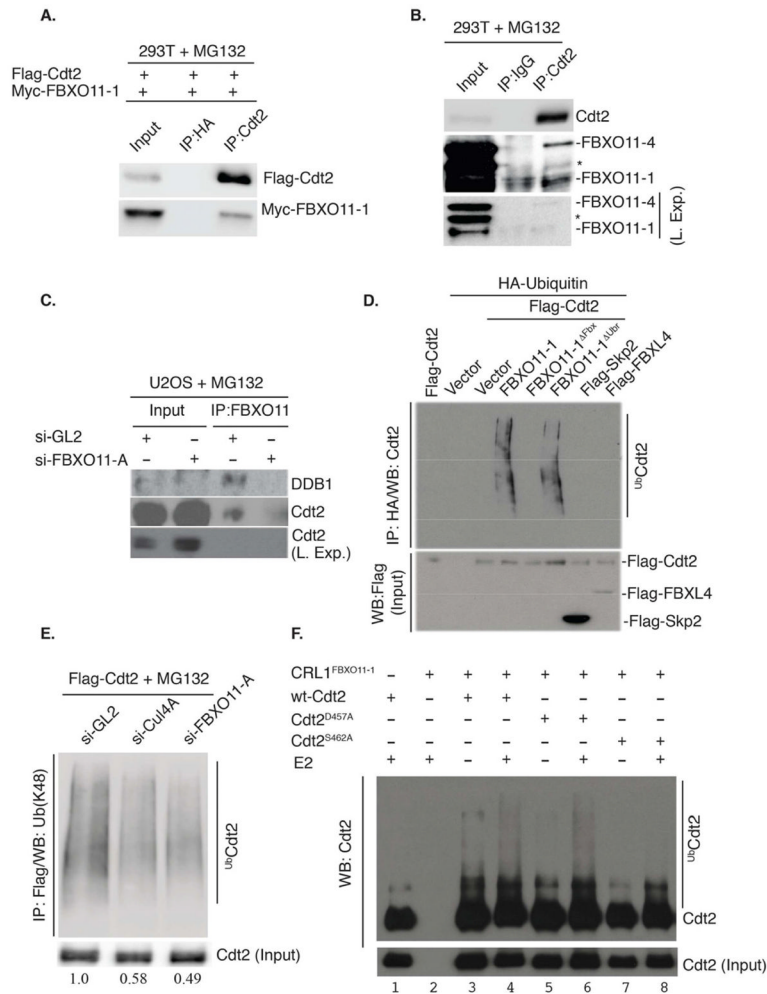 A.
293T + MG132
Flag-Cdt2 + + +
Myc-FBXO11-1 + + +
Input IP:HA IP:Cdt2
Flag-Cdt2
Myc-FBXO11-1
B.
293T + MG132
Input IP:IgG IP:Cdt2
Cdt2
-FBXO11-4
*
-FBXO11-1
-FBXO11-4
*
-FBXO11-1
(L. Exp.)
C.
U2OS + MG132
Input IP:FBXO11
si-GL2 + – + –
si-FBXO11-A – + – +
DDB1
Cdt2
Cdt2
(L. Exp.)
D.
HA-Ubiquitin
Flag-Cdt2
Flag-Cdt2 Vector Vector FBXO11-1 FBXO11-1ΔFbx FBXO11-1ΔUbr Flag-Skp2 Flag-FBXL4
IP: HA/WB: Cdt2
UbCdt2
WB:Flag
(Input)
-Flag-Cdt2
-Flag-FBXL4
-Flag-Skp2
E.
Flag-Cdt2 + MG132
si-GL2 si-Cul4A si-FBXO11-A
IP: Flag/WB: Ub(K48)
UbCdt2
Cdt2 (Input)
1.0 0.58 0.49
F.
CRL1FBXO11-1 – + + + + + + +
wt-Cdt2 + – + + – – – –
Cdt2D457A – – – – + + – –
Cdt2S462A – – – – – – + +
E2 + + – + – + – +
WB: Cdt2
UbCdt2
Cdt2
Cdt2 (Input)
1 2 3 4 5 6 7 8